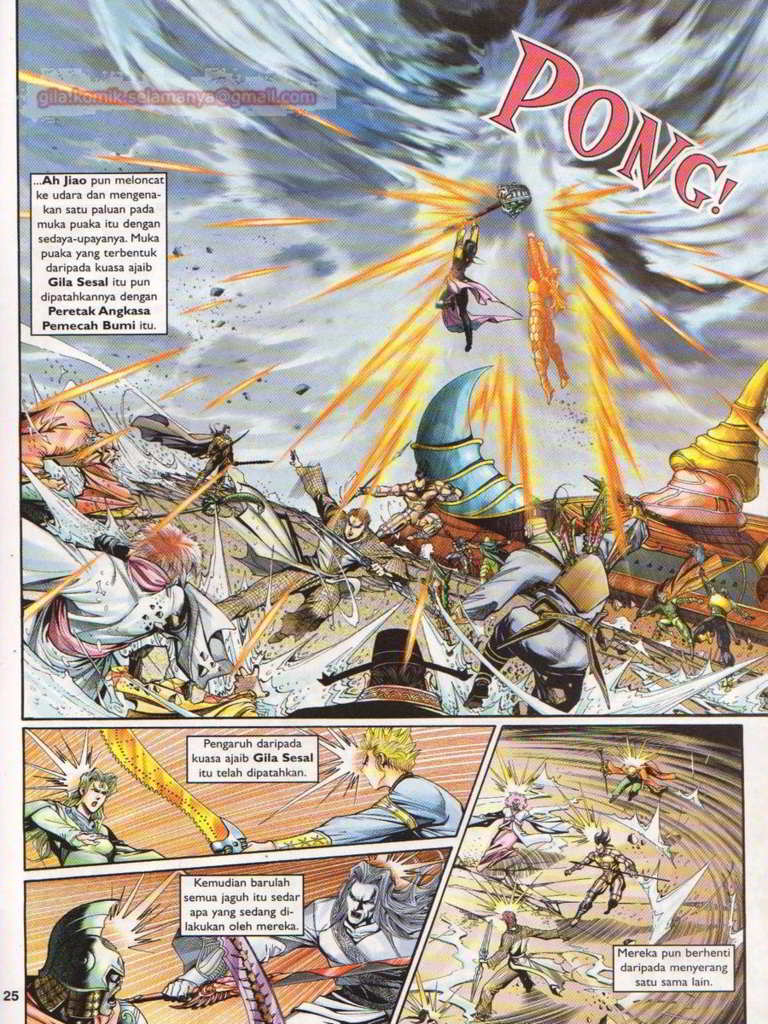 gila.komik.selamanya@gmail.com
PONG!
...Ah Jiao pun meloncat
ke udara dan mengena-
kan satu paluan pada
muka puaka itu dengan
sedaya-upayanya. Muka
puaka yang terbentuk
daripada kuasa ajaib
Gila Sesal itu pun
dipatahkannya dengan
Peretak Angkasa
Pemecah Bumi itu.
Pengaruh daripada
kuasa ajaib Gila Sesal
itu telah dipatahkan.
Kemudian barulah
semua jaguh itu sedar
apa yang sedang di-
lakukan oleh mereka.
Mereka pun berhenti
daripada menyerang
satu sama lain.
25